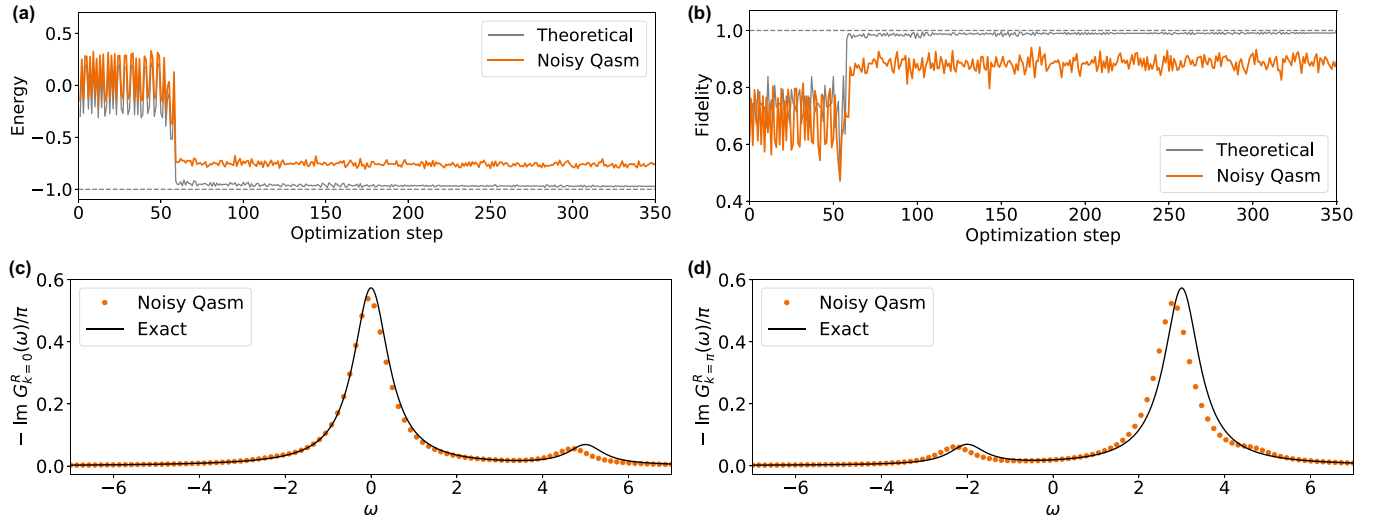 (a)
0.5
0.0
−0.5
−1.0
Energy
Theoretical
Noisy Qasm
0 50 100 150 200 250 300 350
Optimization step
(b)
1.0
0.8
0.6
0.4
Fidelity
Theoretical
Noisy Qasm
0 50 100 150 200 250 300 350
Optimization step
(c)
0.6
0.4
0.2
0.0
− Im G^R_{k=0}(ω)/π
Noisy Qasm
Exact
−6 −4 −2 0 2 4 6
ω
(d)
0.6
0.4
0.2
0.0
− Im G^R_{k=π}(ω)/π
Noisy Qasm
Exact
−6 −4 −2 0 2 4 6
ω